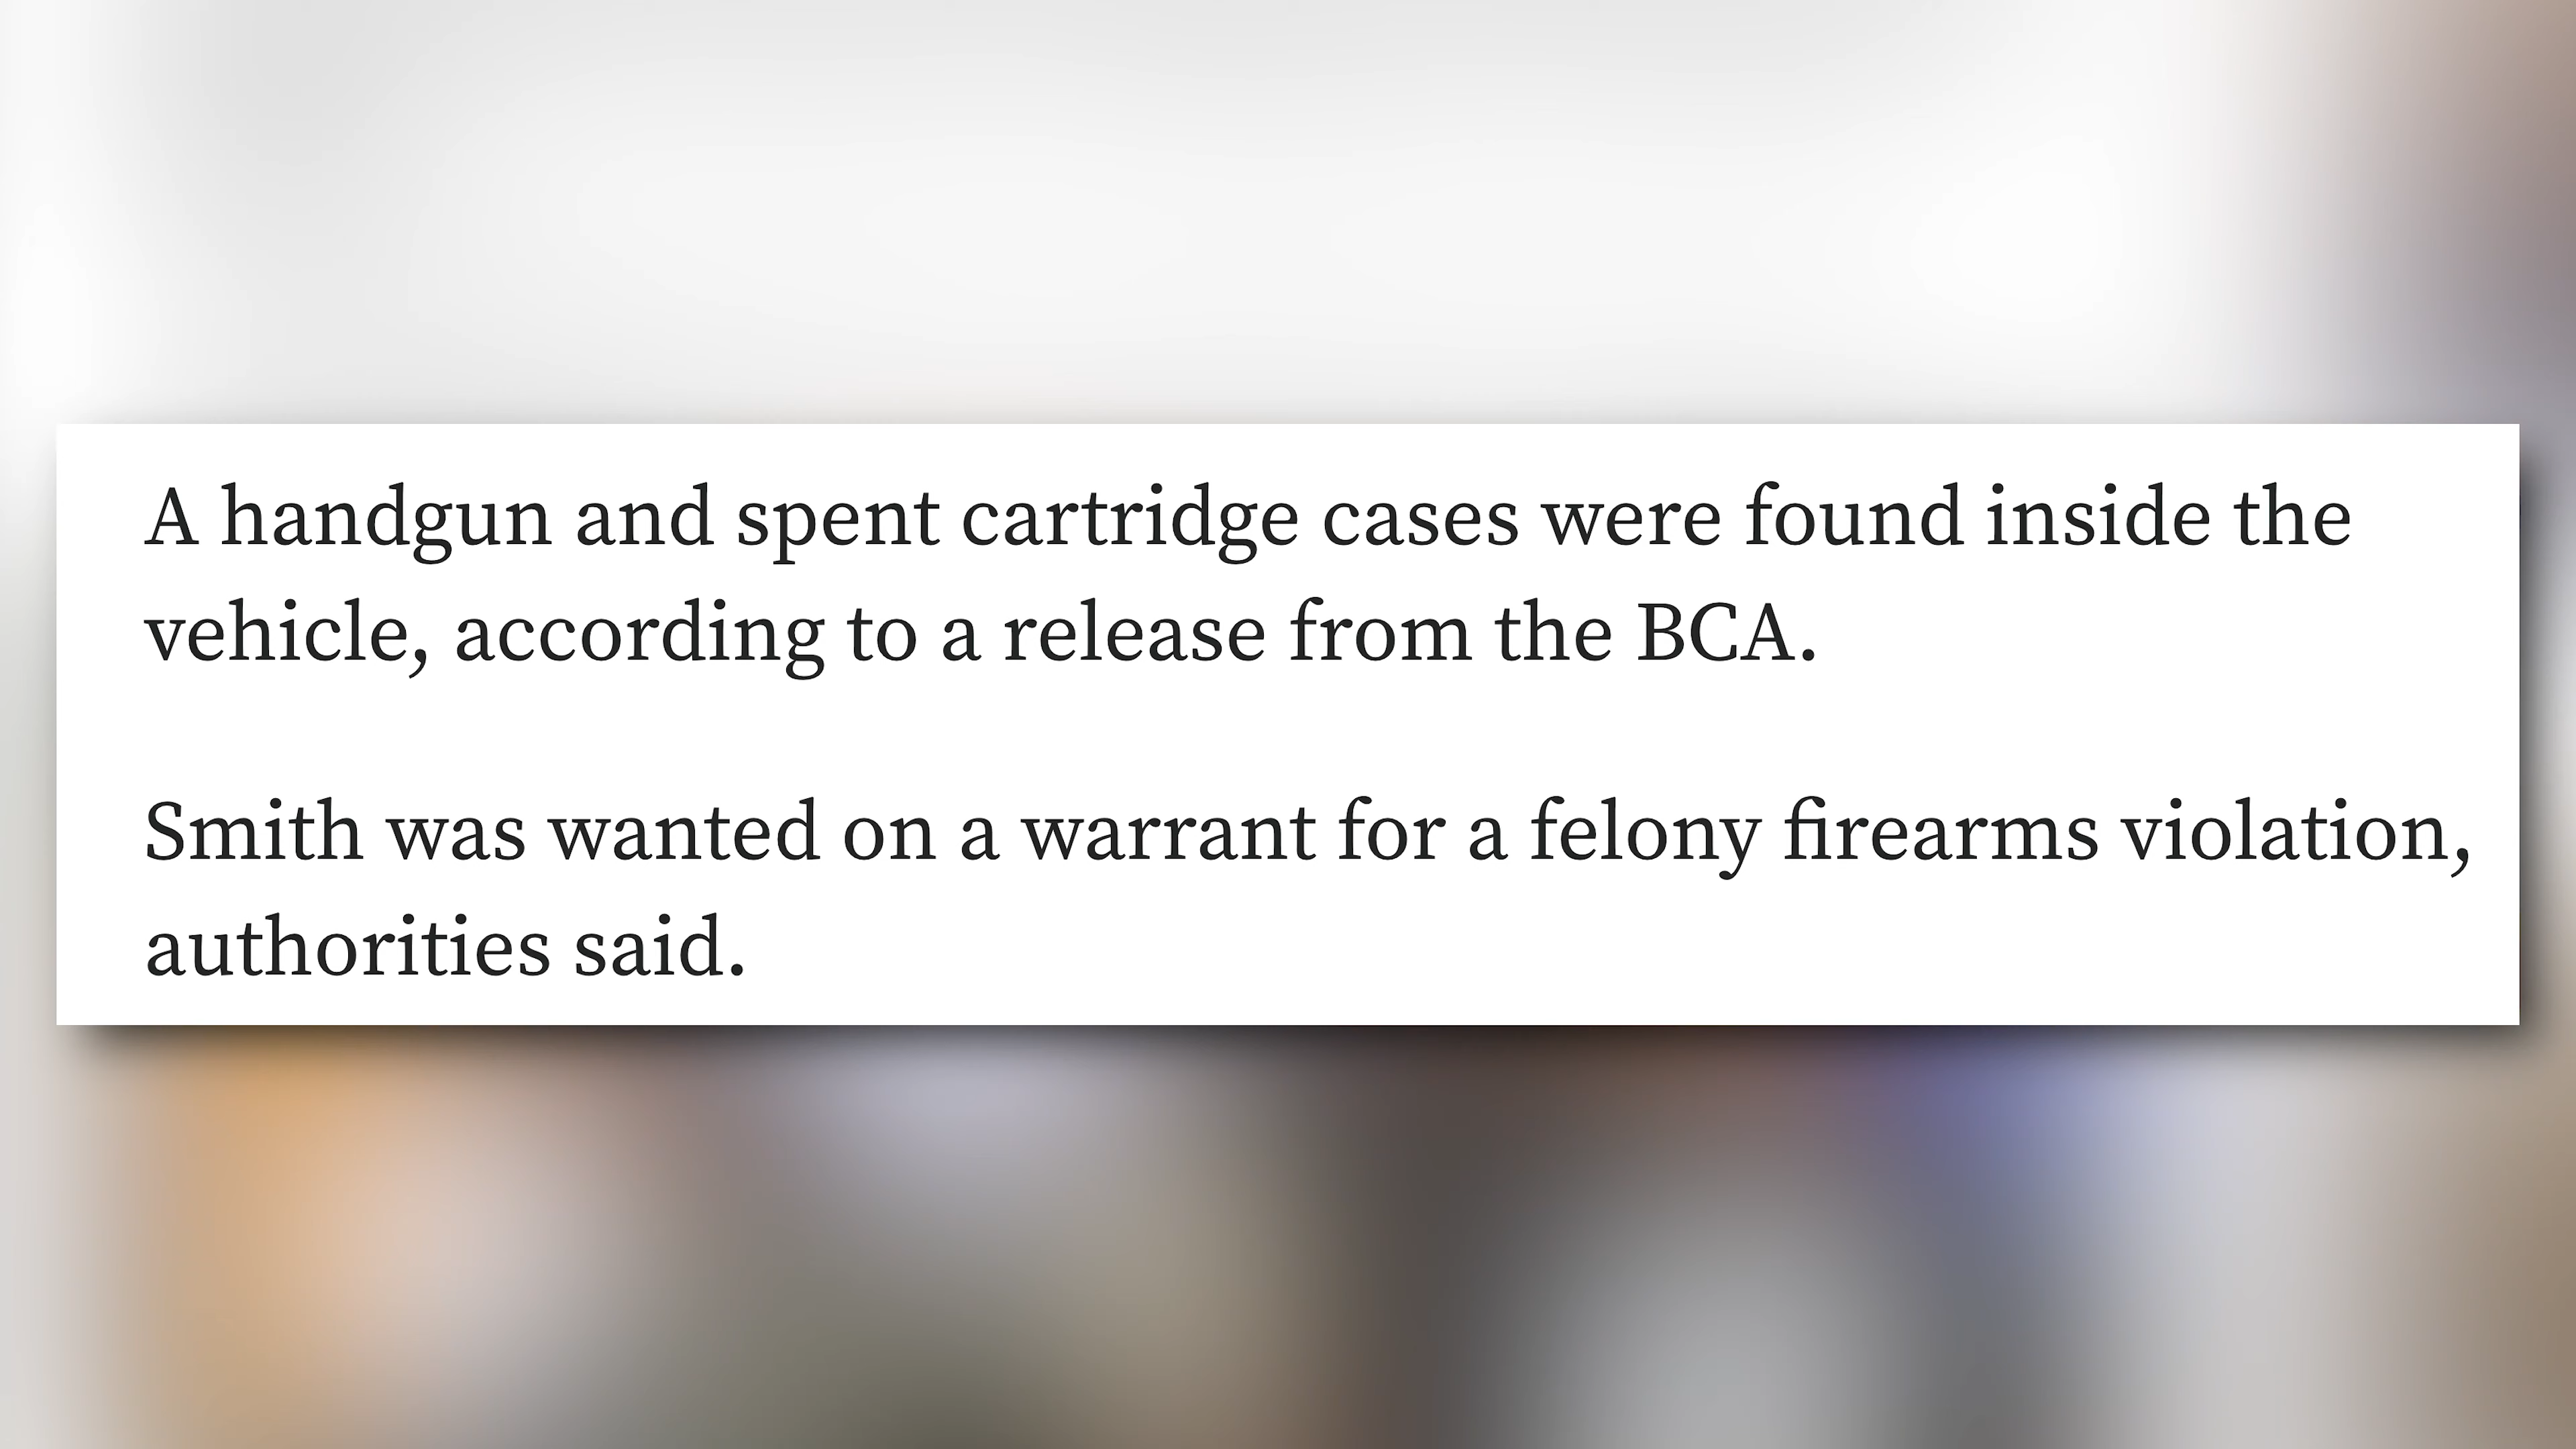 A handgun and spent cartridge cases were found inside the
vehicle, according to a release from the BCA.
Smith was wanted on a warrant for a felony firearms violation,
authorities said.